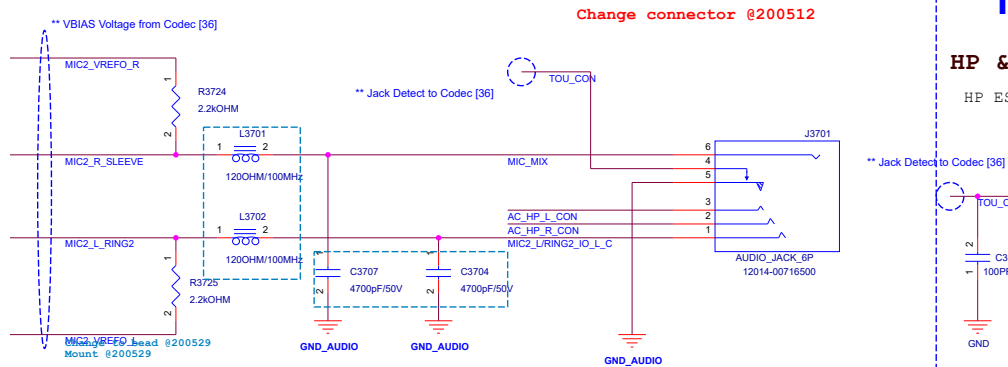 Change connector @200512
** VBIAS Voltage from Codec [36]
MIC2_VREFO_R
1
R3724
2.2kOHM
2
TOU_CON
** Jack Detect to Codec [36]
HP &
HP ES
L3701
1 2
120OHM/100MHz
MIC2_R_SLEEVE
MIC_MIX
J3701
6
4
5
3
2
1
** Jack Detect to Codec [36]
TOU_C
L3702
1 2
120OHM/100MHz
MIC2_L_RING2
AC_HP_L_CON
AC_HP_R_CON
MIC2_L/RING2_IO_L_C
AUDIO_JACK_6P
12014-00716500
1
R3725
2.2kOHM
2
1
C3707
4700pF/50V
2
1
C3704
4700pF/50V
2
2
C3
100PF
1
MIC2_VREFO_L
Change to bead @200529
Mount @200529
GND_AUDIO
GND_AUDIO
GND_AUDIO
GND